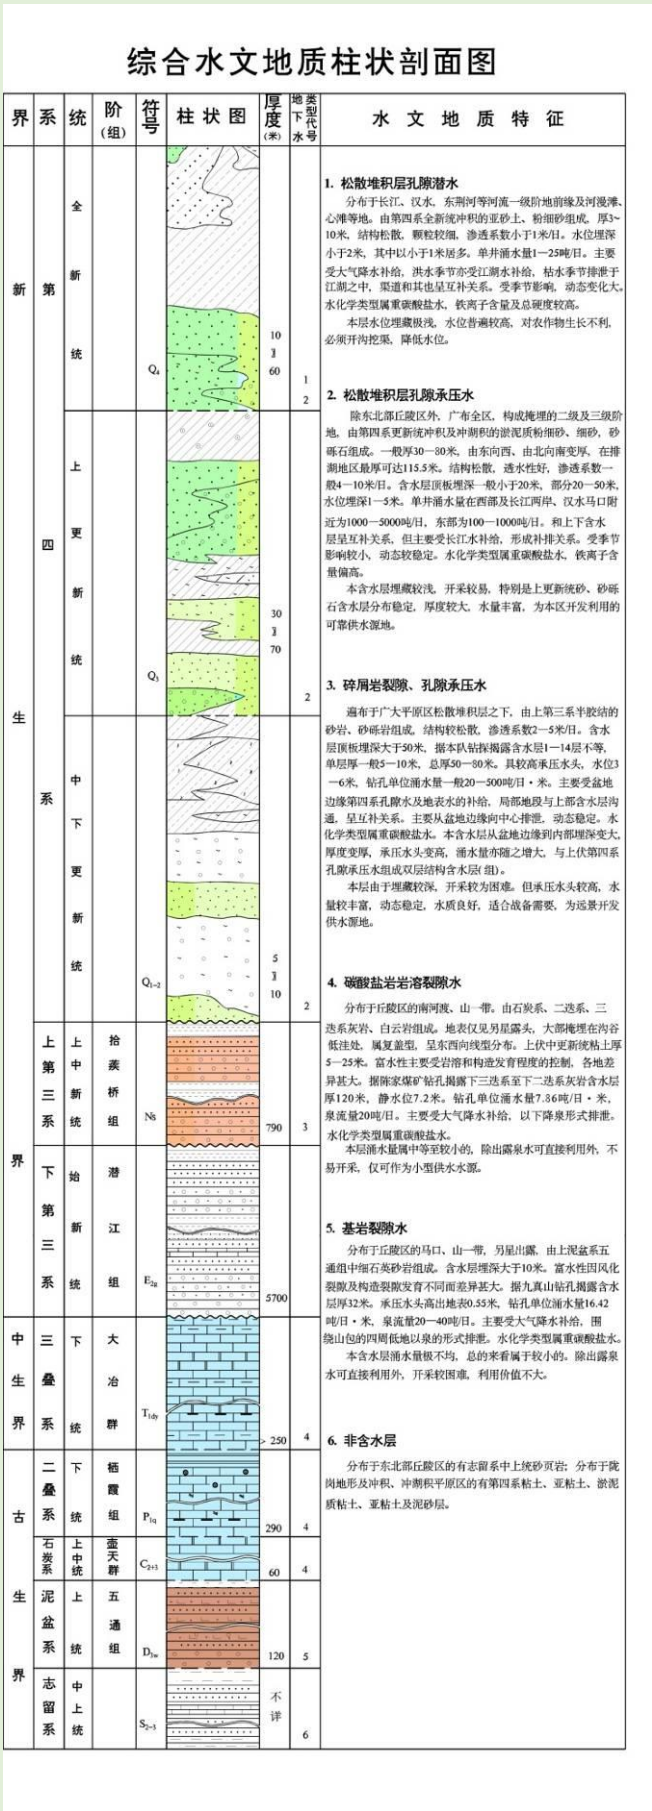 综合水文地质柱状剖面图
界 系 统 阶(组) 符号 柱状图 厚度(米) 地下水类型代号 水文地质特征
新生界
第四系
全新统
Q4
10
~
60
1
2
上更新统
Q3
30
~
70
2
中下更新统
Q1-2
5
~
10
2
上第三系 上中新统 拾蒺桥组 N5 790 3
下第三系 始新统 潜江组 E2g 5700
中生界 三叠系 下统 大冶群 T1dy >250 4
古生界
二叠系 下统 栖霞组 P1q 290 4
石炭系 上中统 壶天群 C2+3 60 4
泥盆系 上统 五通组 D3w 120 5
志留系 中上统 S2-3 不详 6
1. 松散堆积层孔隙潜水
分布于长江、汉水，东荆河等河流一级阶地前缘及河漫滩、
心滩等地。由第四系全新统冲积的亚砂土、粉细砂组成，厚3~
10米，结构松散，颗粒较细，渗透系数小于1米/日。水位埋深
小于2米，其中以小于1米居多。单井涌水量1—25吨/日。主要
受大气降水补给，洪水季节亦受江湖水补给，枯水季节排泄于
江湖之中，渠道和其也呈互补关系。受季节影响，动态变化大。
水化学类型属重碳酸盐水，铁离子含量及总硬度较高。
本层水位埋藏极浅，水位普遍较高，对农作物生长不利，
必须开沟挖渠，降低水位。
2. 松散堆积层孔隙承压水
除东北部丘陵区外，广布全区，构成掩埋的二级及三级阶
地，由第四系更新统冲积及冲湖积的淤泥质粉细砂、细砂，砂
砾石组成。一般厚30—80米，由东向西、由北向南变厚，在排
湖地区最厚可达115.5米。结构松散，透水性好，渗透系数一
般4—10米/日。含水层顶板埋深一般小于20米，部分20—50米，
水位埋深1—5米。单井涌水量在西部及长江两岸、汉水马口附
近为1000—5000吨/日，东部为100—1000吨/日。和上下含水
层呈互补关系，但主要受长江水补给，形成补排关系。受季节
影响较小，动态较稳定。水化学类型属重碳酸盐水，铁离子含
量偏高。
本含水层埋藏较浅，开采较易，特别是上更新统砂、砂砾
石含水层分布稳定，厚度较大，水量丰富，为本区开发利用的
可靠供水源地。
3. 碎屑岩裂隙、孔隙承压水
遍布于广大平原区松散堆积层之下，由上第三系半胶结的
砂岩、砂砾岩组成，结构较松散，渗透系数2—5米/日。含水
层顶板埋深大于50米，据本队钻探揭露含水层1—14层不等，
单层厚一般5—10米，总厚50—80米。具较高承压水头，水位3
—6米，钻孔单位涌水量一般20—500吨/日・米。主要受盆地
边缘第四系孔隙水及地表水的补给，局部地段与上部含水层沟
通，呈互补关系。主要从盆地边缘向中心排泄，动态稳定。水
化学类型属重碳酸盐水。本含水层从盆地边缘到内部埋深变大，
厚度变厚，承压水头变高，涌水量亦随之增大，与上伏第四系
孔隙承压水组成双层结构含水层(组)。
本层由于埋藏较深，开采较为困难。但承压水头较高，水
量较丰富，动态稳定，水质良好，适合战备需要，为远景开发
供水源地。
4. 碳酸盐岩岩溶裂隙水
分布于丘陵区的南河渡、山一带。由石炭系、二迭系、三
迭系灰岩、白云岩组成。地表仅见另星露头，大部掩埋在沟谷
低洼处，属复盖型，呈东西向线型分布。上伏中更新统粘土厚
5—25米。富水性主要受岩溶和构造发育程度的控制，各地差
异甚大。据陈家煤矿钻孔揭露下三迭系至下二迭系灰岩含水层
厚120米，静水位7.2米。钻孔单位涌水量7.86吨/日・米，
泉流量20吨/日。主要受大气降水补给，以下降泉形式排泄。
水化学类型属重碳酸盐水。
本层涌水量属中等至较小的，除出露泉水可直接利用外，不
易开采，仅可作为小型供水水源。
5. 基岩裂隙水
分布于丘陵区的马口、山一带，另星出露，由上泥盆系五
通组中细石英砂岩组成。含水层埋深大于10米。富水性因风化
裂隙及构造裂隙发育不同而差异甚大。据九真山钻孔揭露含水
层厚32米。承压水头高出地表0.55米，钻孔单位涌水量16.42
吨/日・米，泉流量20—40吨/日。主要受大气降水补给，围
绕山包的四周低地以泉的形式排泄。水化学类型属重碳酸盐水。
本含水层涌水量极不均，总的来看属于较小的。除出露泉
水可直接利用外，开采较困难，利用价值不大。
6. 非含水层
分布于东北部丘陵区的有志留系中上统砂页岩；分布于陇
岗地形及冲积、冲湖积平原区的有第四系粘土、亚粘土、淤泥
质粘土、亚粘土及泥砂层。